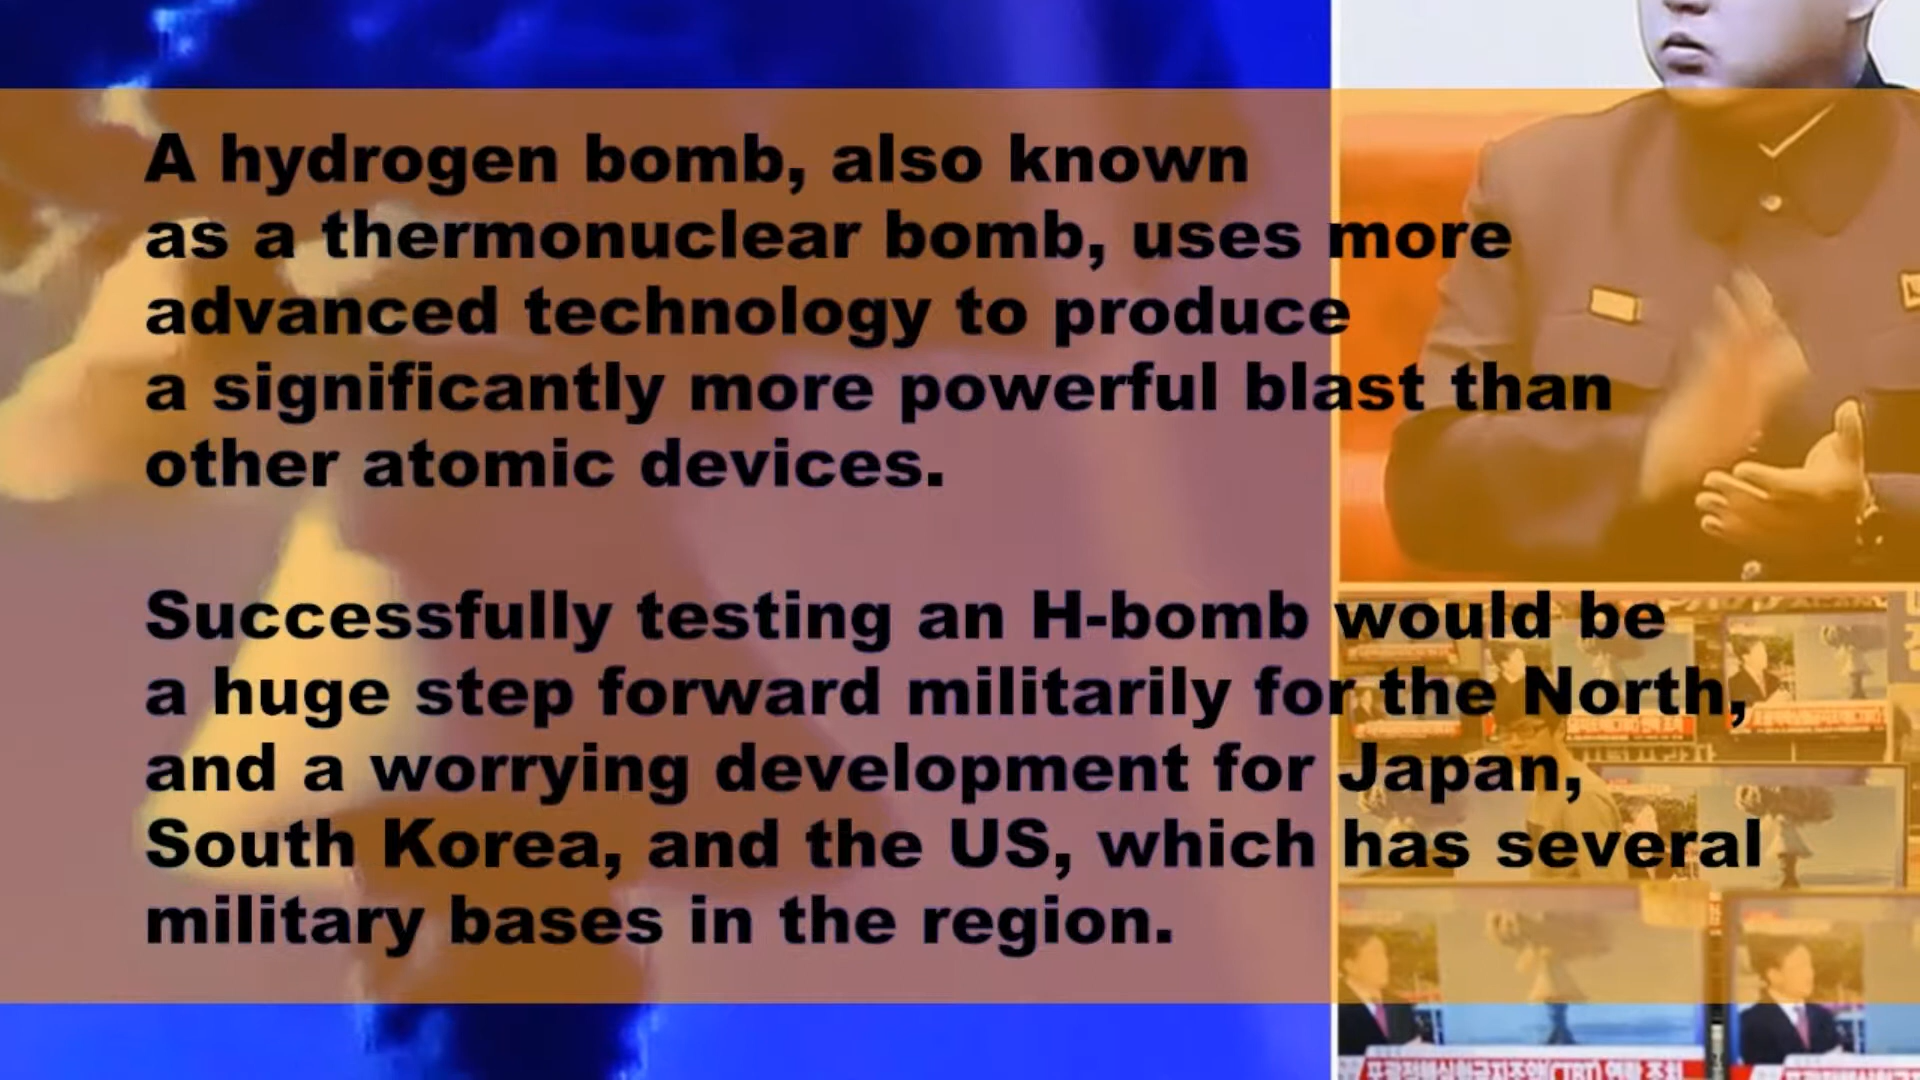 A hydrogen bomb, also known
as a thermonuclear bomb, uses more
advanced technology to produce
a significantly more powerful blast than
other atomic devices.
Successfully testing an H-bomb would be
a huge step forward militarily for the North,
and a worrying development for Japan,
South Korea, and the US, which has several
military bases in the region.